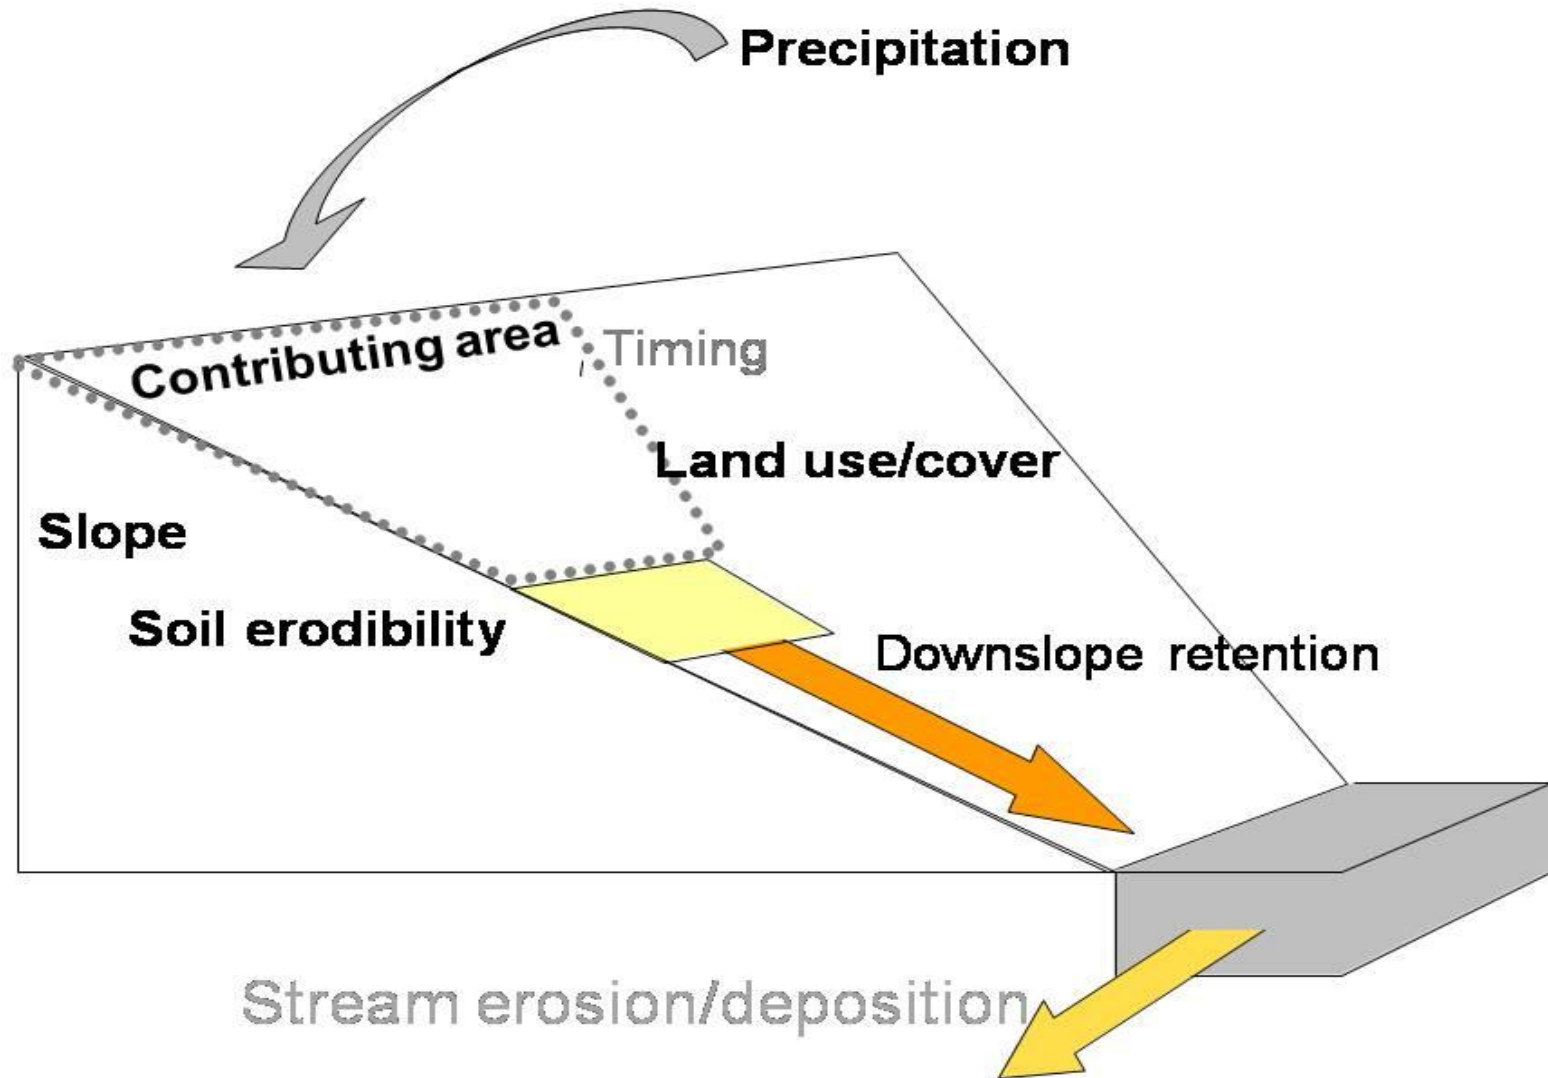 Precipitation
Contributing area
Timing
Land use/cover
Slope
Soil erodibility
Downslope retention
Stream erosion/deposition